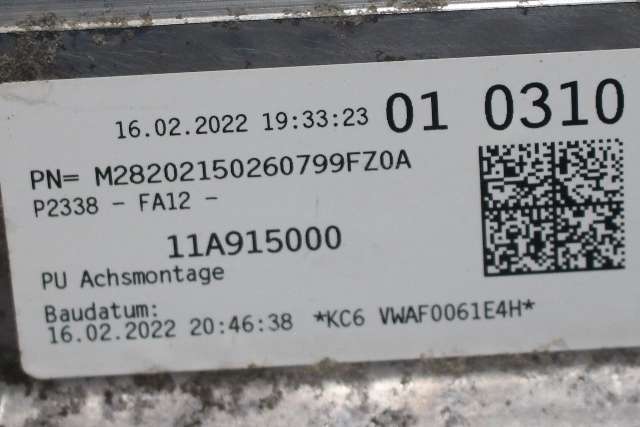 16.02.2022 19:33:23 01 0310
PN= M28202150260799FZ0A
P2338 - FA12 -
11A915000
PU Achsmontage
Baudatum:
16.02.2022 20:46:38 *KC6 VWAF0061E4H*